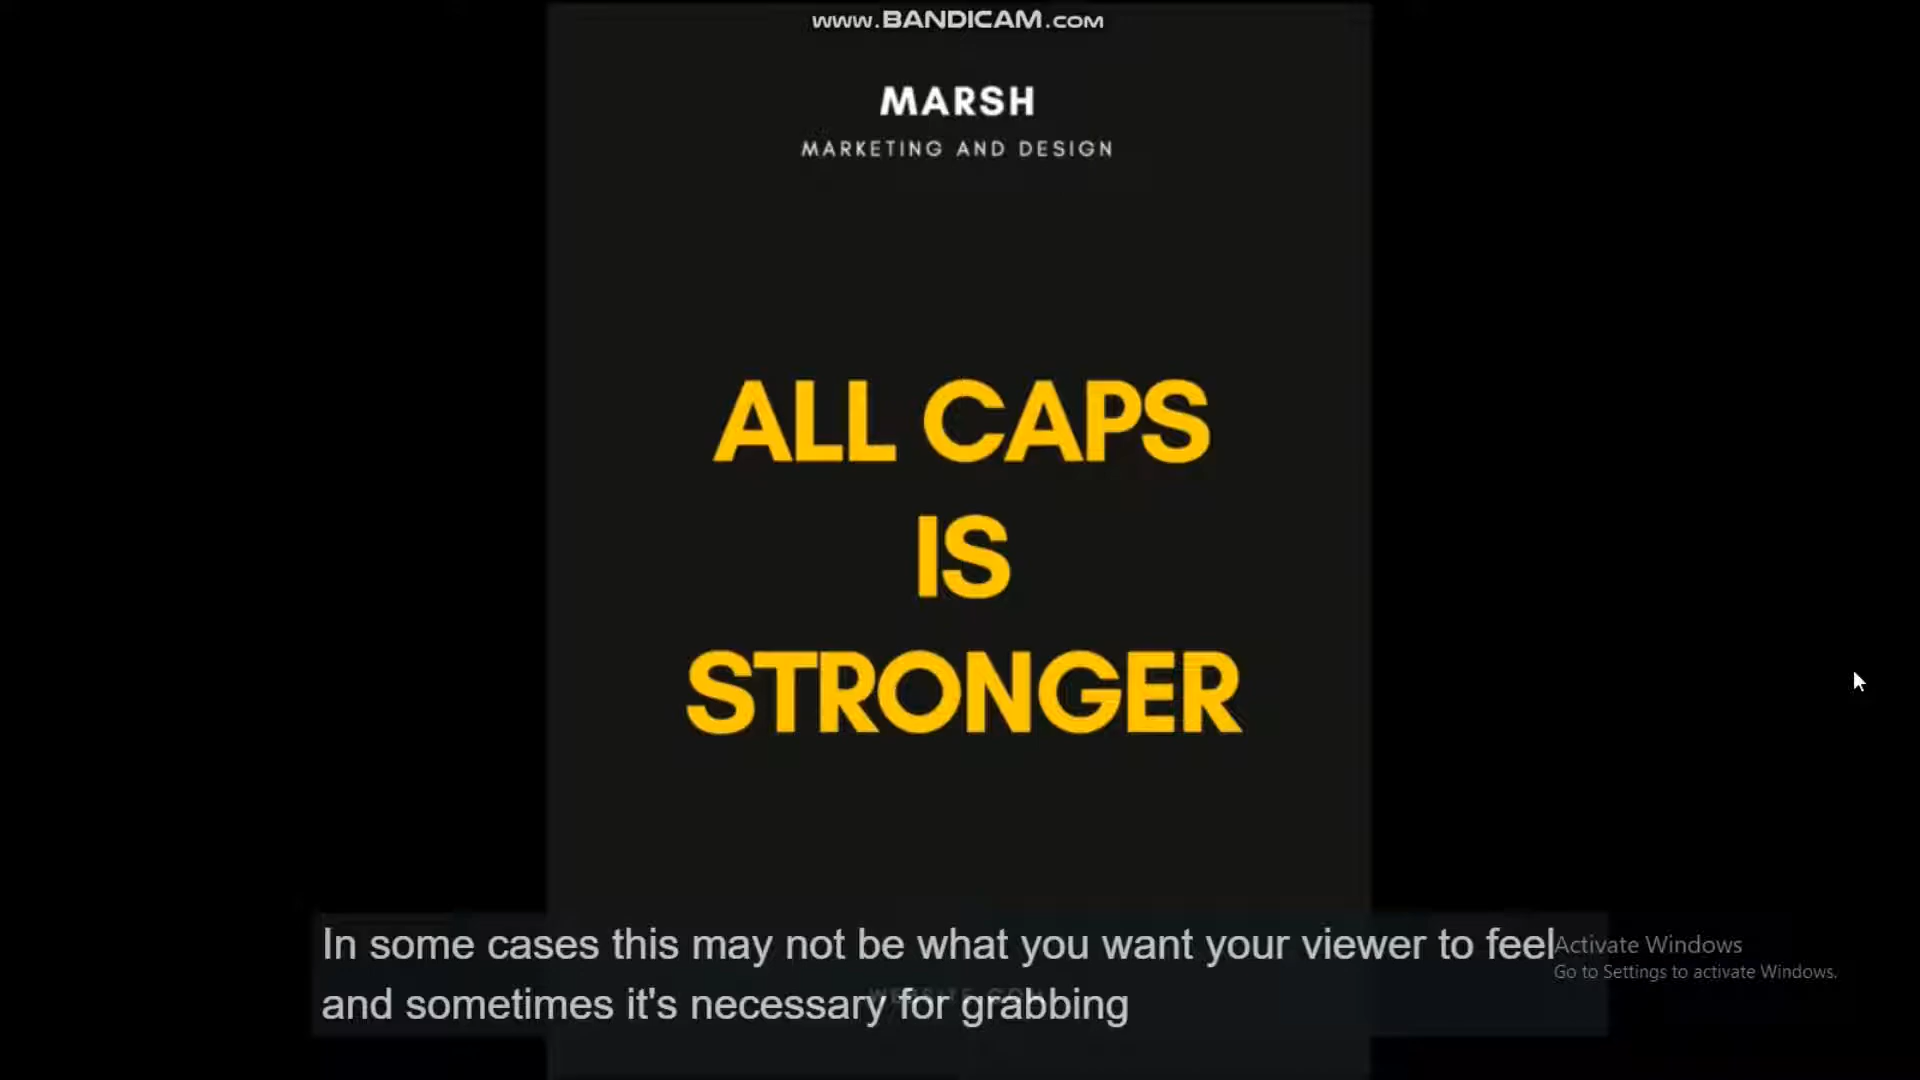 www.BANDICAM.com
MARSH
MARKETING AND DESIGN
ALL CAPS
IS
STRONGER
In some cases this may not be what you want your viewer to feel
and sometimes it's necessary for grabbing
Activate Windows
Go to Settings to activate Windows.